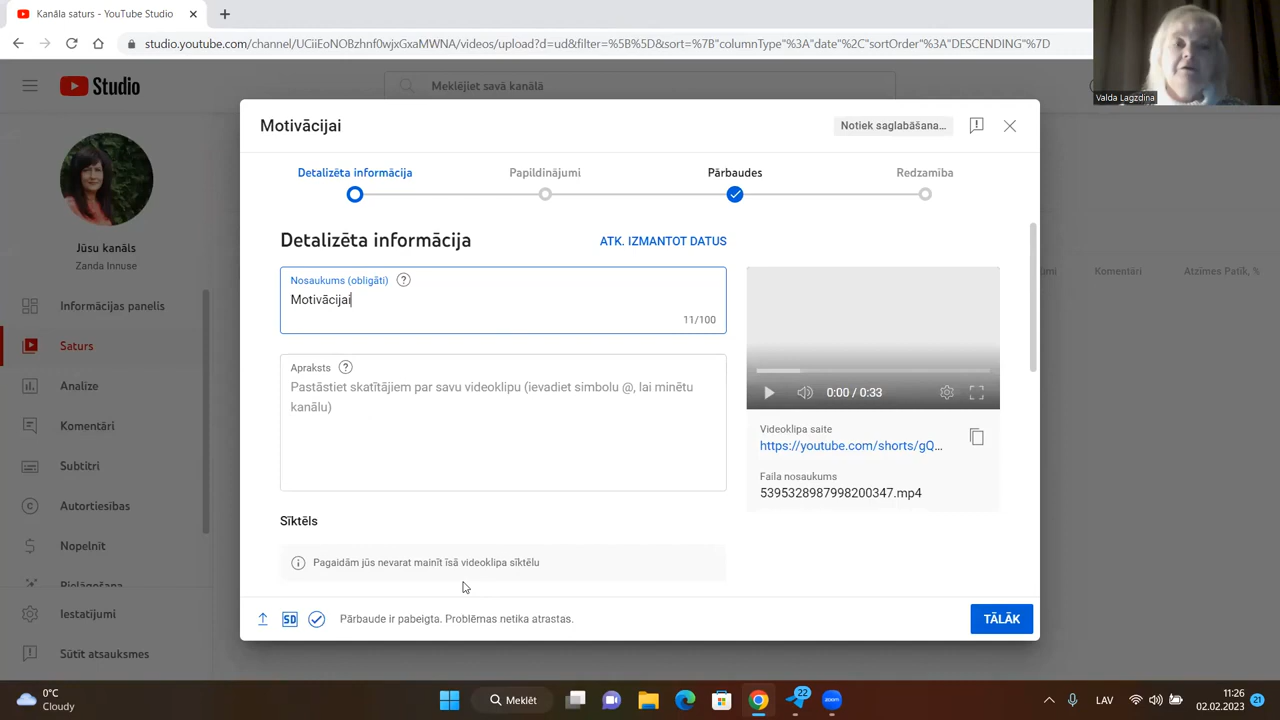 Kanāla saturs - YouTube Studio
studio.youtube.com/channel/UCiiEoNOBzhnf0wjxGxaMWNA/videos/upload?d=ud&filter=%5B%5D&sort=%7B"columnType"%3A"date"%2C"sortOrder"%3A"DESCENDING"%7D
Valda Lagzdina
Studio
Meklējiet savā kanālā
Motivācijai
Notiek saglabāšana...
Detalizēta informācija
Papildinājumi
Pārbaudes
Redzamība
Jūsu kanāls
Zanda Innuse
Detalizēta informācija
ATK. IZMANTOT DATUS
Nosaukums (obligāti)
Motivācijai
11/100
Komentāri
Atzīmes Patīk, %
Informācijas panelis
Saturs
Analize
Komentāri
Subtitri
Autortiesības
Nopelnīt
Pielāgošana
Iestatījumi
Sūtīt atsauksmes
Apraksts
Pastāstiet skatītājiem par savu videoklipu (ievadiet simbolu @, lai minētu
kanālu)
0:00 / 0:33
Videoklipa saite
https://youtube.com/shorts/gQ...
Faila nosaukums
5395328987998200347.mp4
Sīktēls
Pagaidām jūs nevarat mainīt īsā videoklipa sīktēlu
SD
Pārbaude ir pabeigta. Problēmas netika atrastas.
TĀLĀK
0°C
Cloudy
Meklēt
22
zoom
LAV
11:26
02.02.2023
21